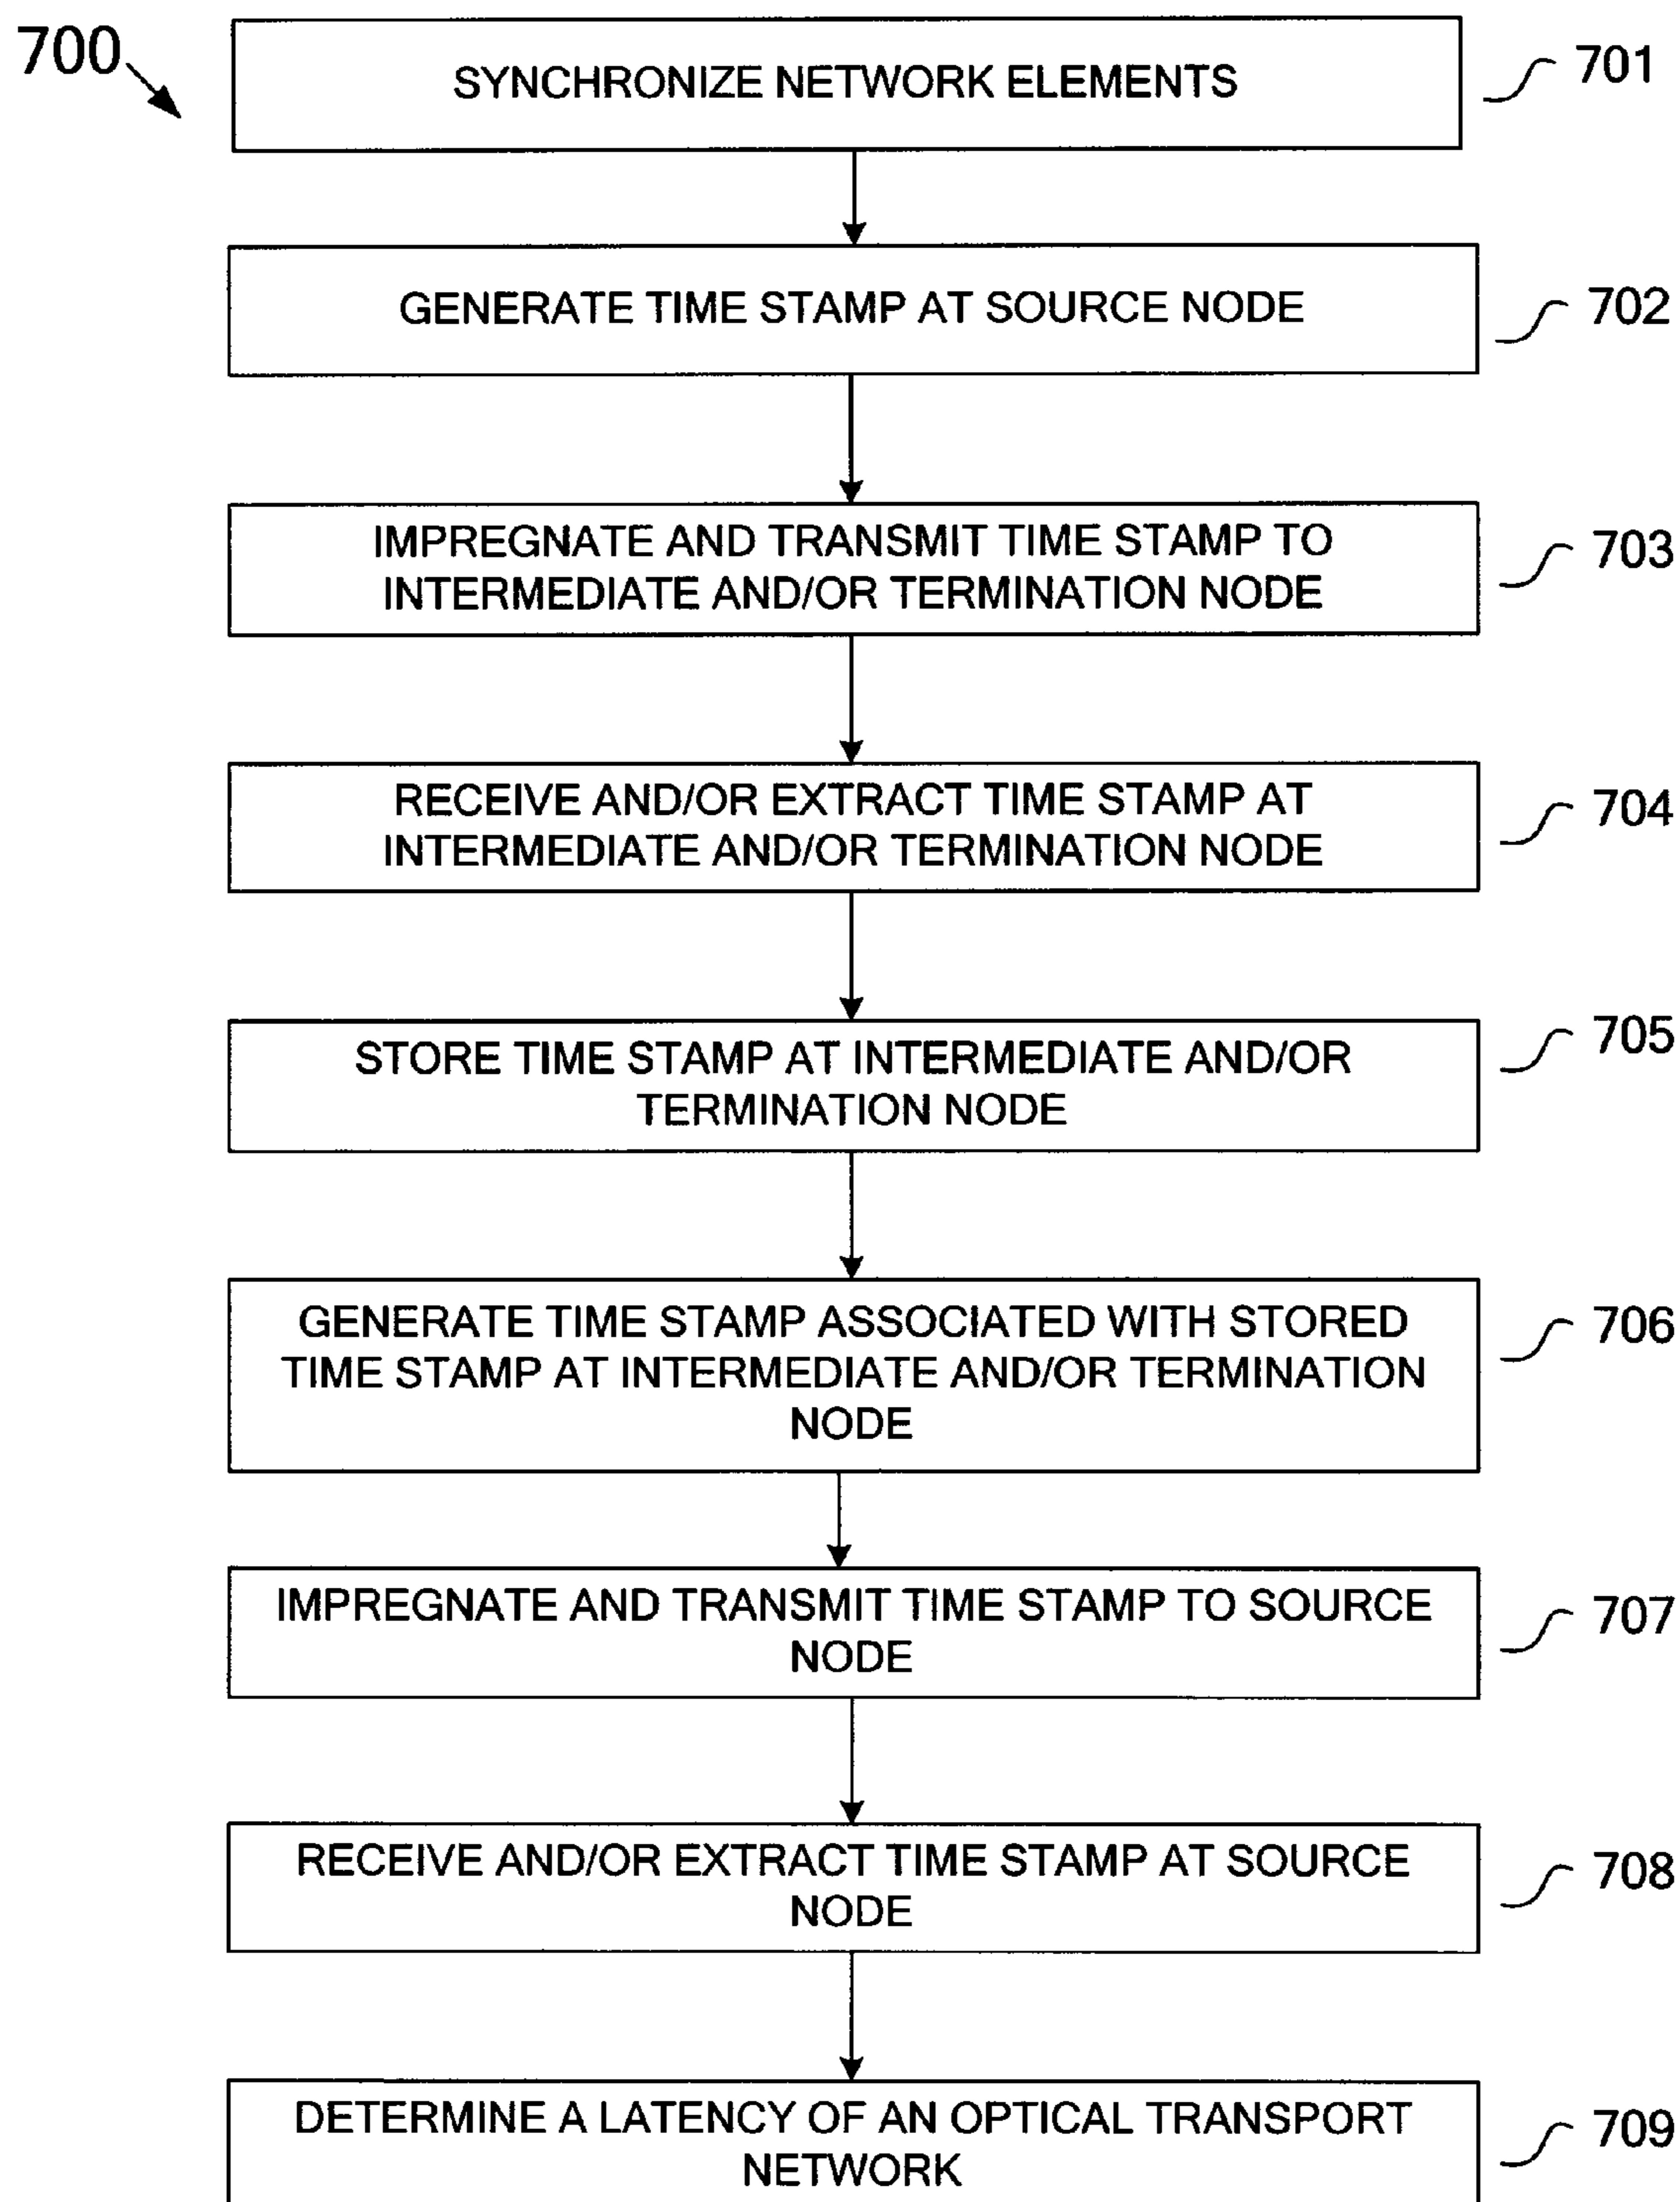 700
SYNCHRONIZE NETWORK ELEMENTS
701
GENERATE TIME STAMP AT SOURCE NODE
702
IMPREGNATE AND TRANSMIT TIME STAMP TO
INTERMEDIATE AND/OR TERMINATION NODE
703
RECEIVE AND/OR EXTRACT TIME STAMP AT
INTERMEDIATE AND/OR TERMINATION NODE
704
STORE TIME STAMP AT INTERMEDIATE AND/OR
TERMINATION NODE
705
GENERATE TIME STAMP ASSOCIATED WITH STORED
TIME STAMP AT INTERMEDIATE AND/OR TERMINATION
NODE
706
IMPREGNATE AND TRANSMIT TIME STAMP TO SOURCE
NODE
707
RECEIVE AND/OR EXTRACT TIME STAMP AT SOURCE
NODE
708
DETERMINE A LATENCY OF AN OPTICAL TRANSPORT
NETWORK
709